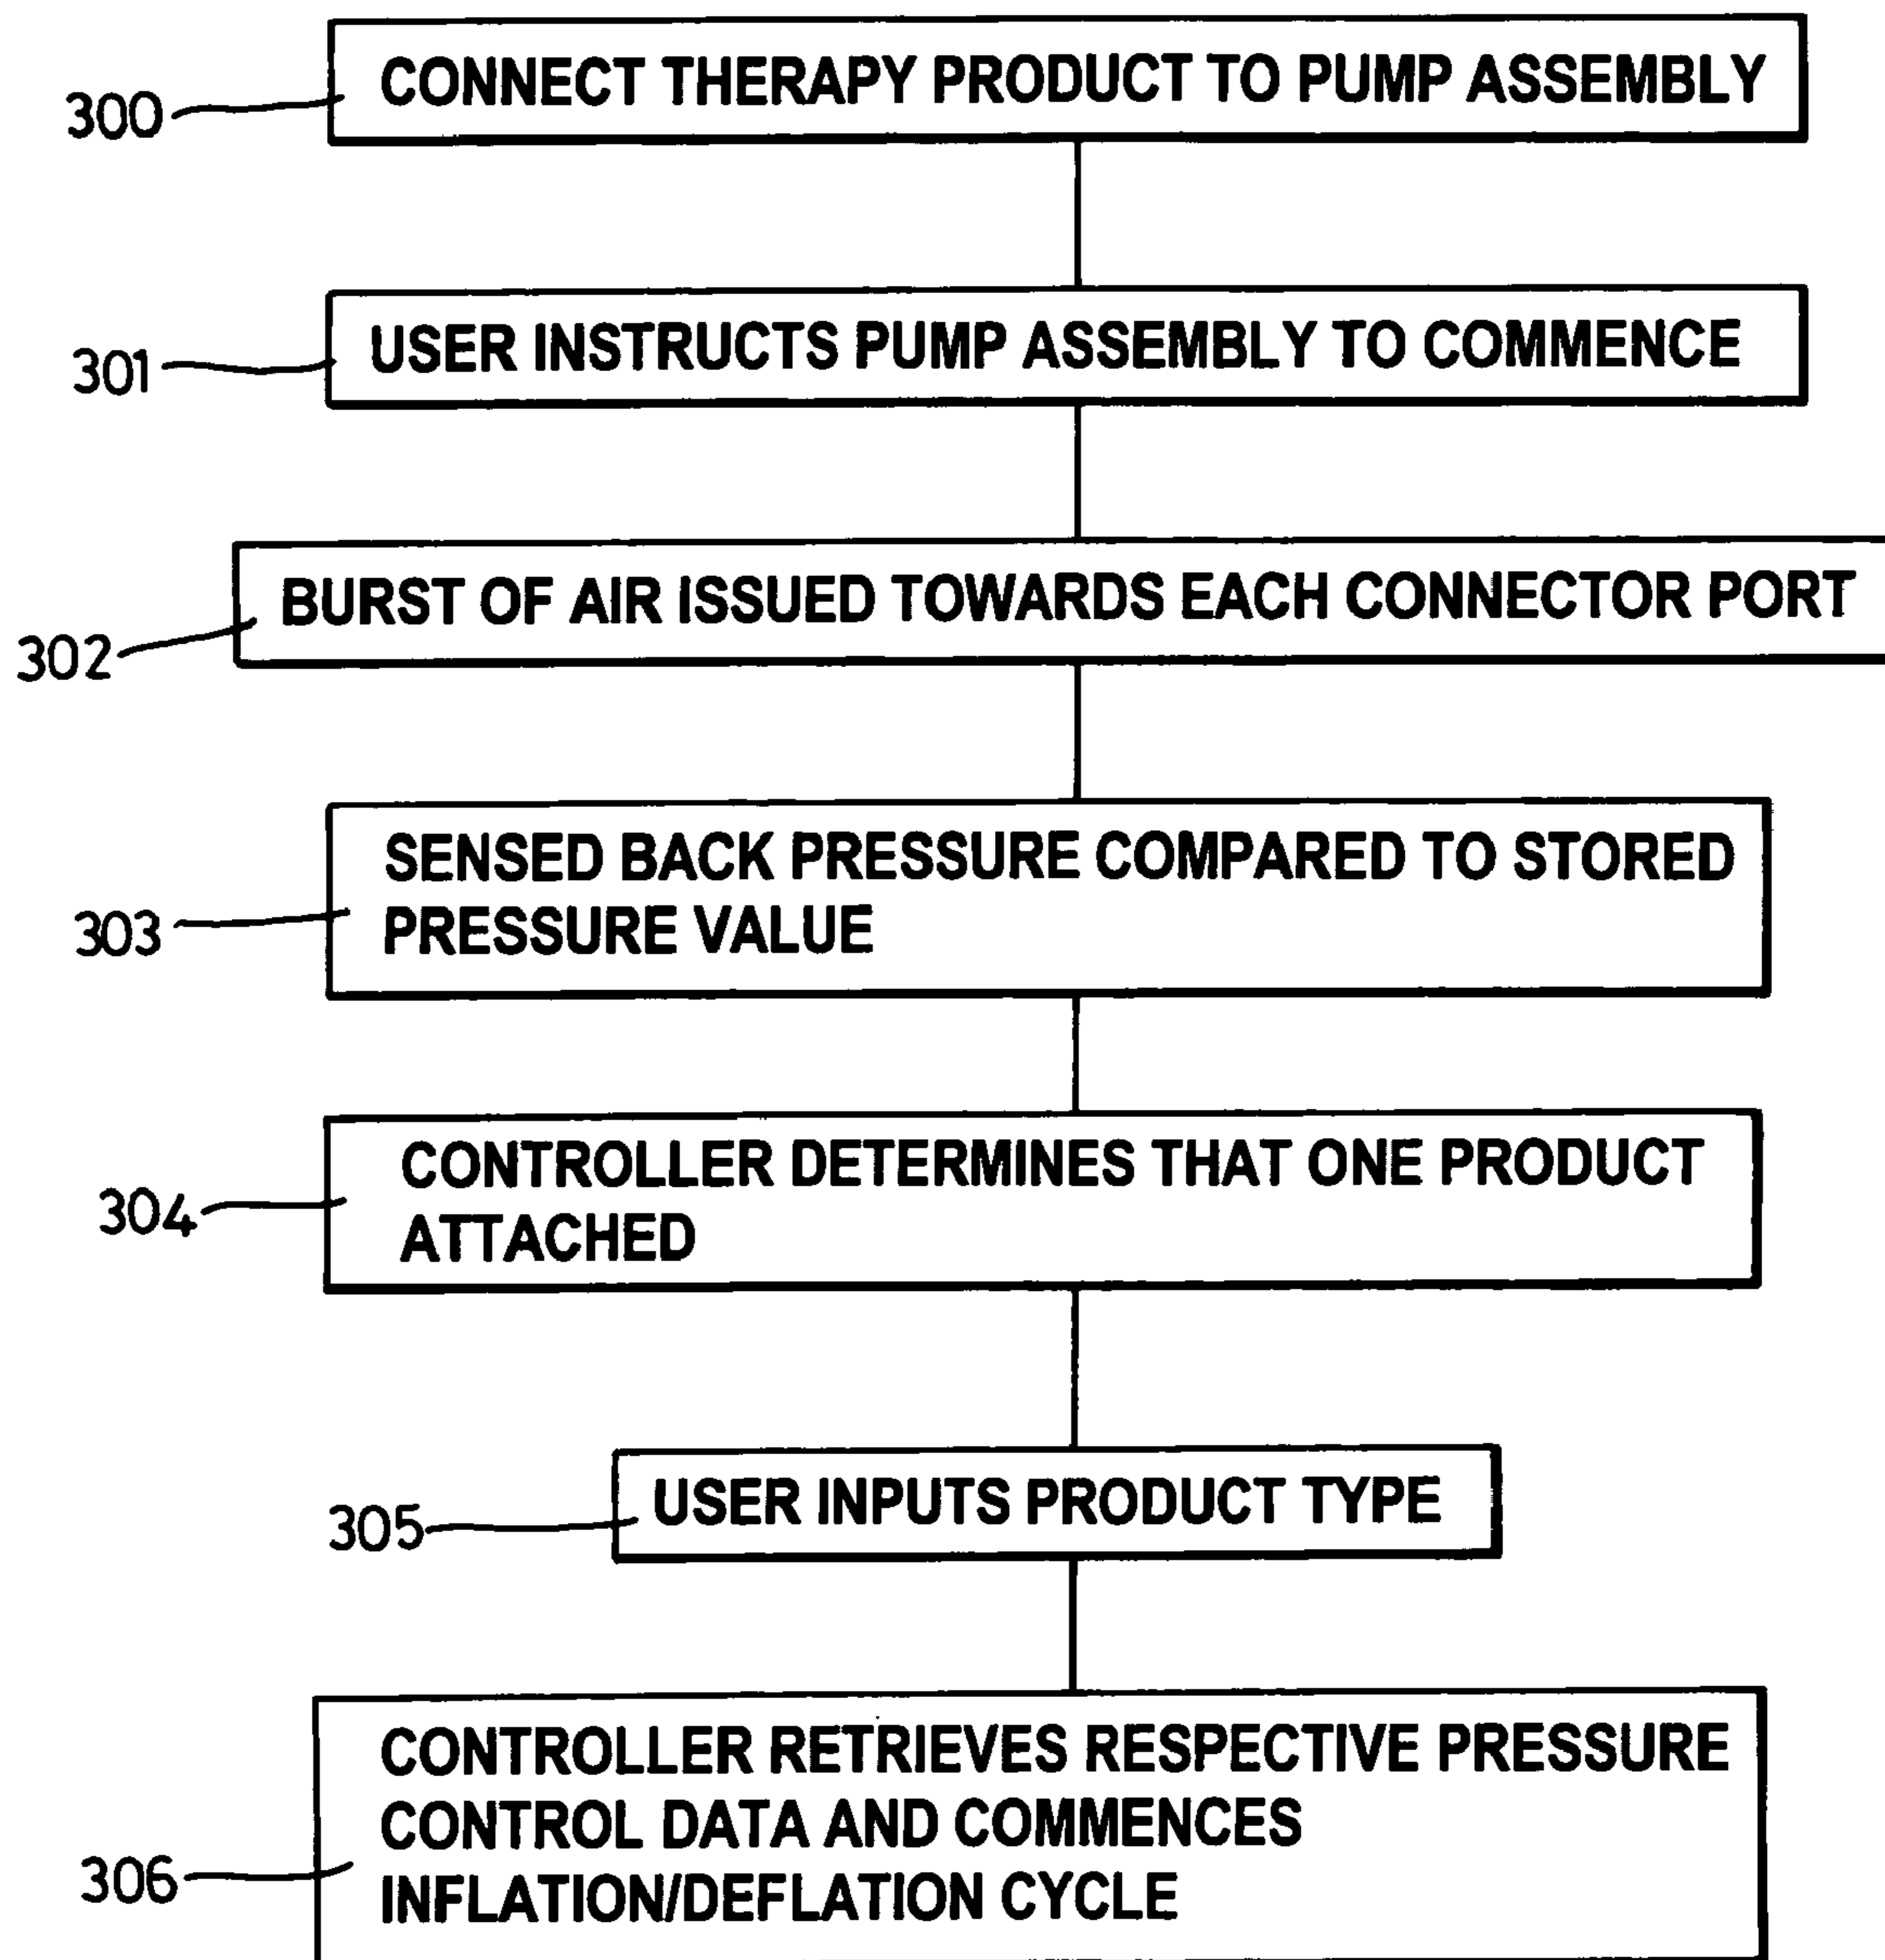 300
CONNECT THERAPY PRODUCT TO PUMP ASSEMBLY
301
USER INSTRUCTS PUMP ASSEMBLY TO COMMENCE
302
BURST OF AIR ISSUED TOWARDS EACH CONNECTOR PORT
303
SENSED BACK PRESSURE COMPARED TO STORED
PRESSURE VALUE
304
CONTROLLER DETERMINES THAT ONE PRODUCT
ATTACHED
305
USER INPUTS PRODUCT TYPE
306
CONTROLLER RETRIEVES RESPECTIVE PRESSURE
CONTROL DATA AND COMMENCES
INFLATION/DEFLATION CYCLE